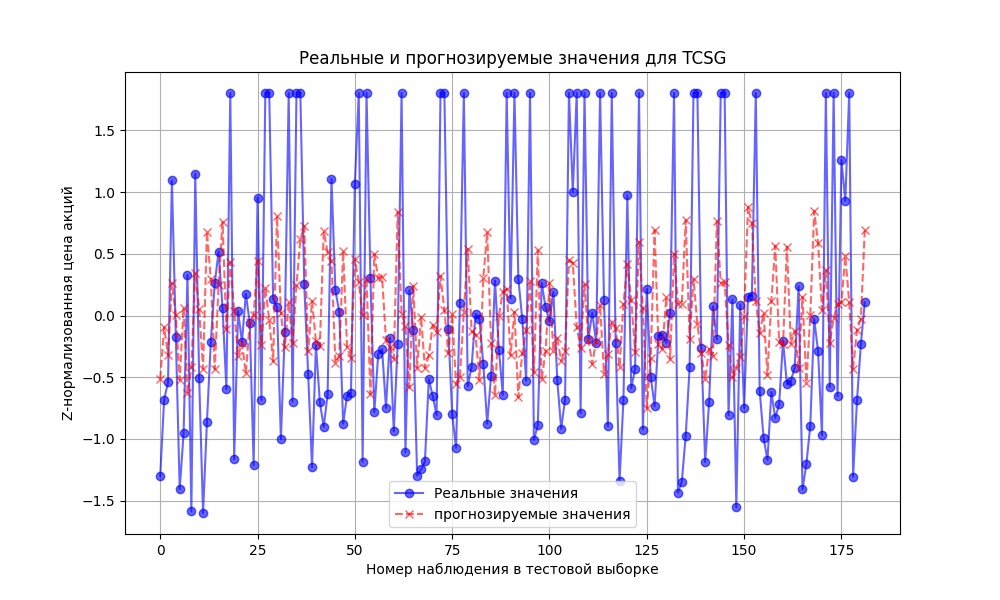 Реальные и прогнозируемые значения для TCSG
Z-нормализованная цена акций
1.5
1.0
0.5
0.0
−0.5
−1.0
−1.5
Реальные значения
прогнозируемые значения
0 25 50 75 100 125 150 175
Номер наблюдения в тестовой выборке